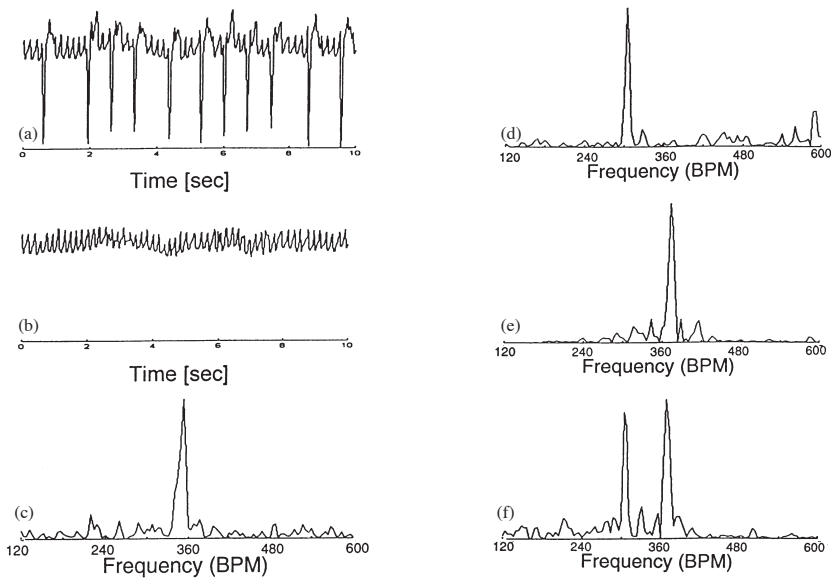 (a)
0 2 4 6 8 10
Time [sec]
(b)
0 2 4 6 8 10
Time [sec]
(c)
120 240 360 480 600
Frequency (BPM)
(d)
120 240 360 480 600
Frequency (BPM)
(e)
120 240 360 480 600
Frequency (BPM)
(f)
120 240 360 480 600
Frequency (BPM)